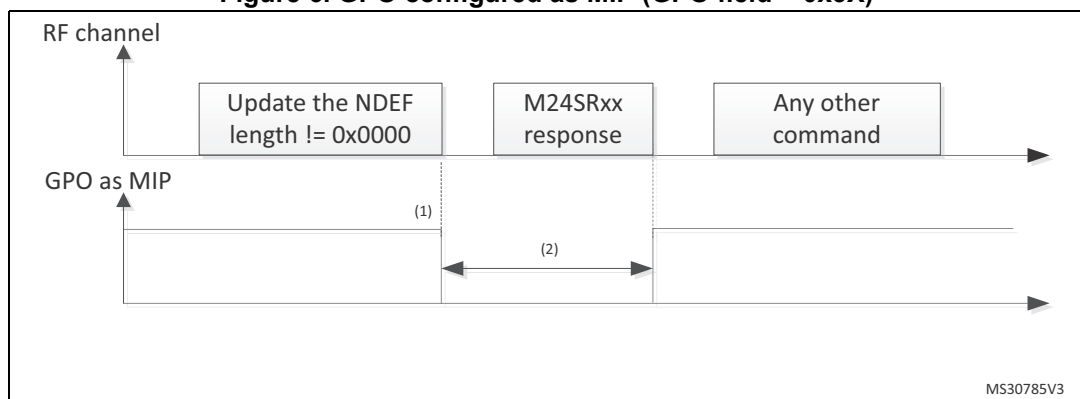 RF channel
Update the NDEF
length != 0x0000
M24SRxx
response
Any other
command
GPO as MIP
(1)
(2)
MS30785V3